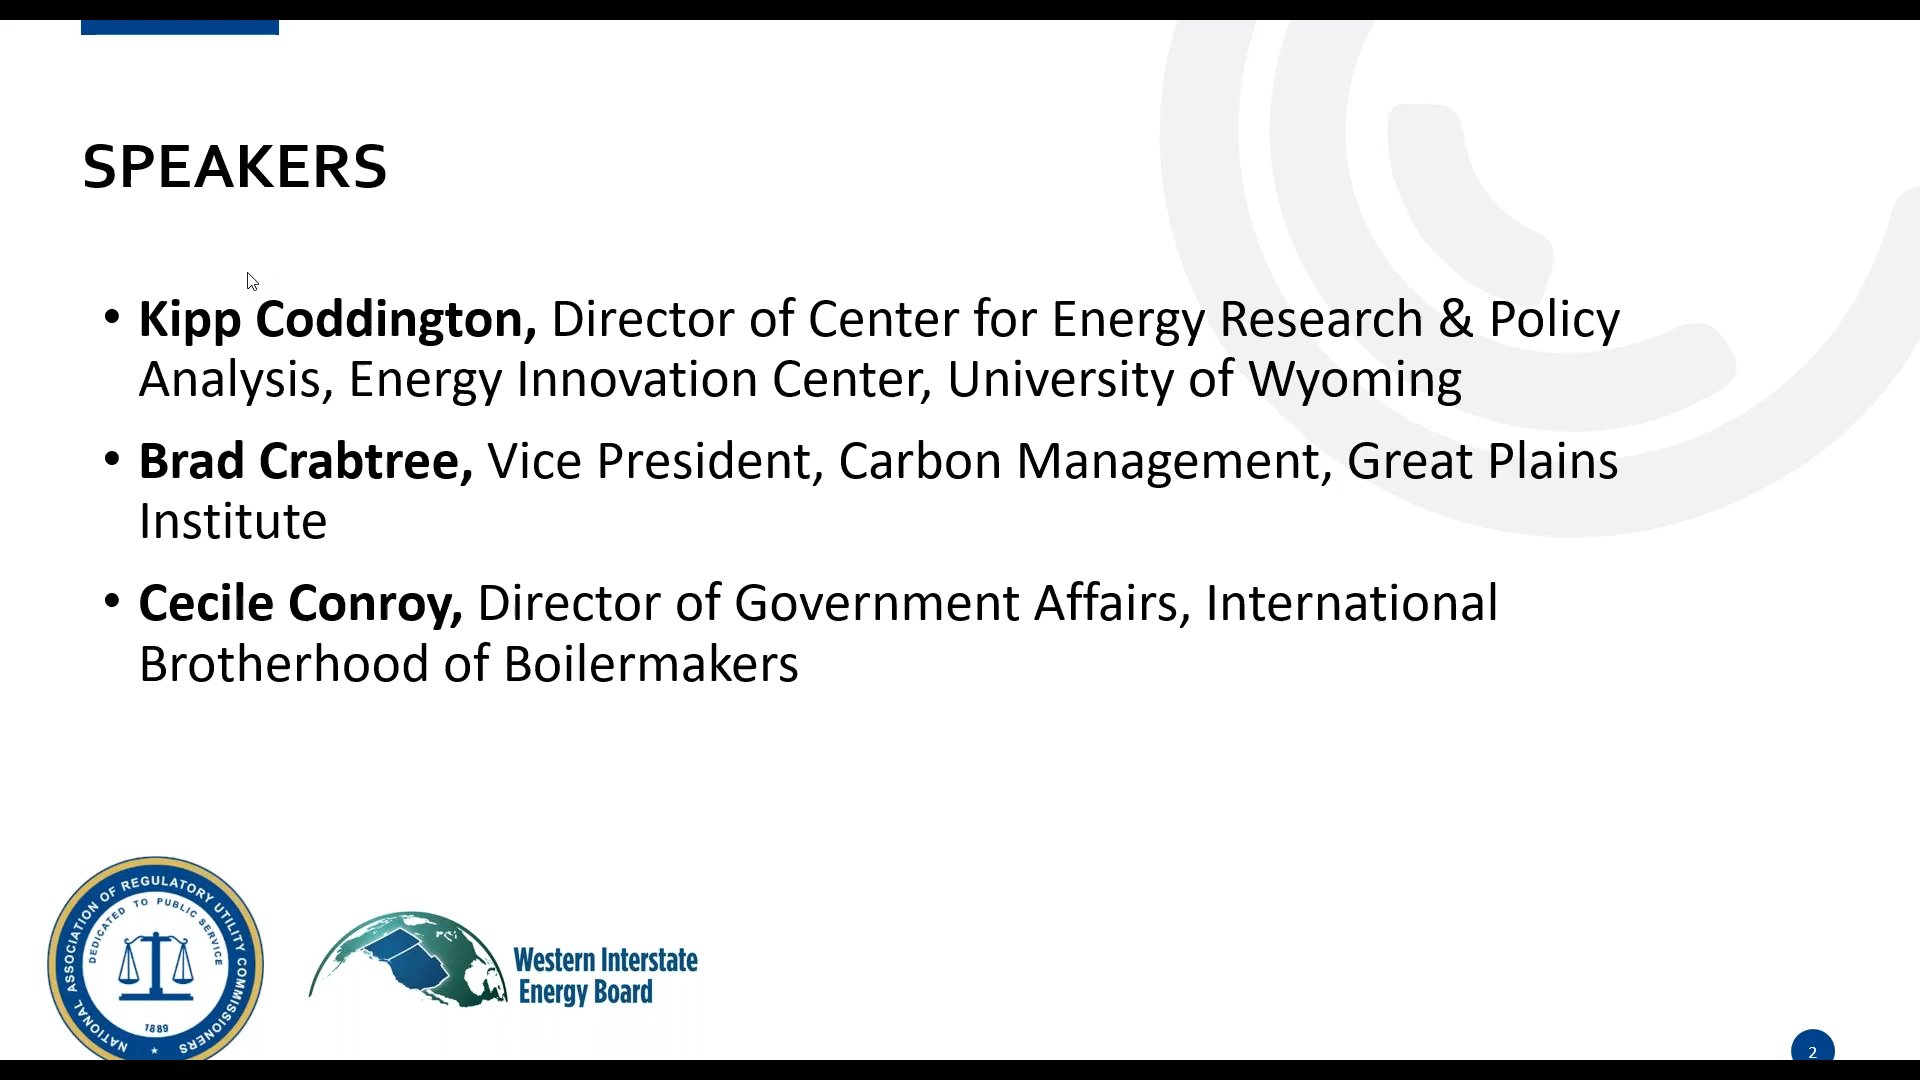 SPEAKERS
• Kipp Coddington, Director of Center for Energy Research & Policy
Analysis, Energy Innovation Center, University of Wyoming
• Brad Crabtree, Vice President, Carbon Management, Great Plains
Institute
• Cecile Conroy, Director of Government Affairs, International
Brotherhood of Boilermakers
NATIONAL ASSOCIATION OF REGULATORY UTILITY COMMISSIONERS
DEDICATED TO PUBLIC SERVICE
1889
Western Interstate
Energy Board
2